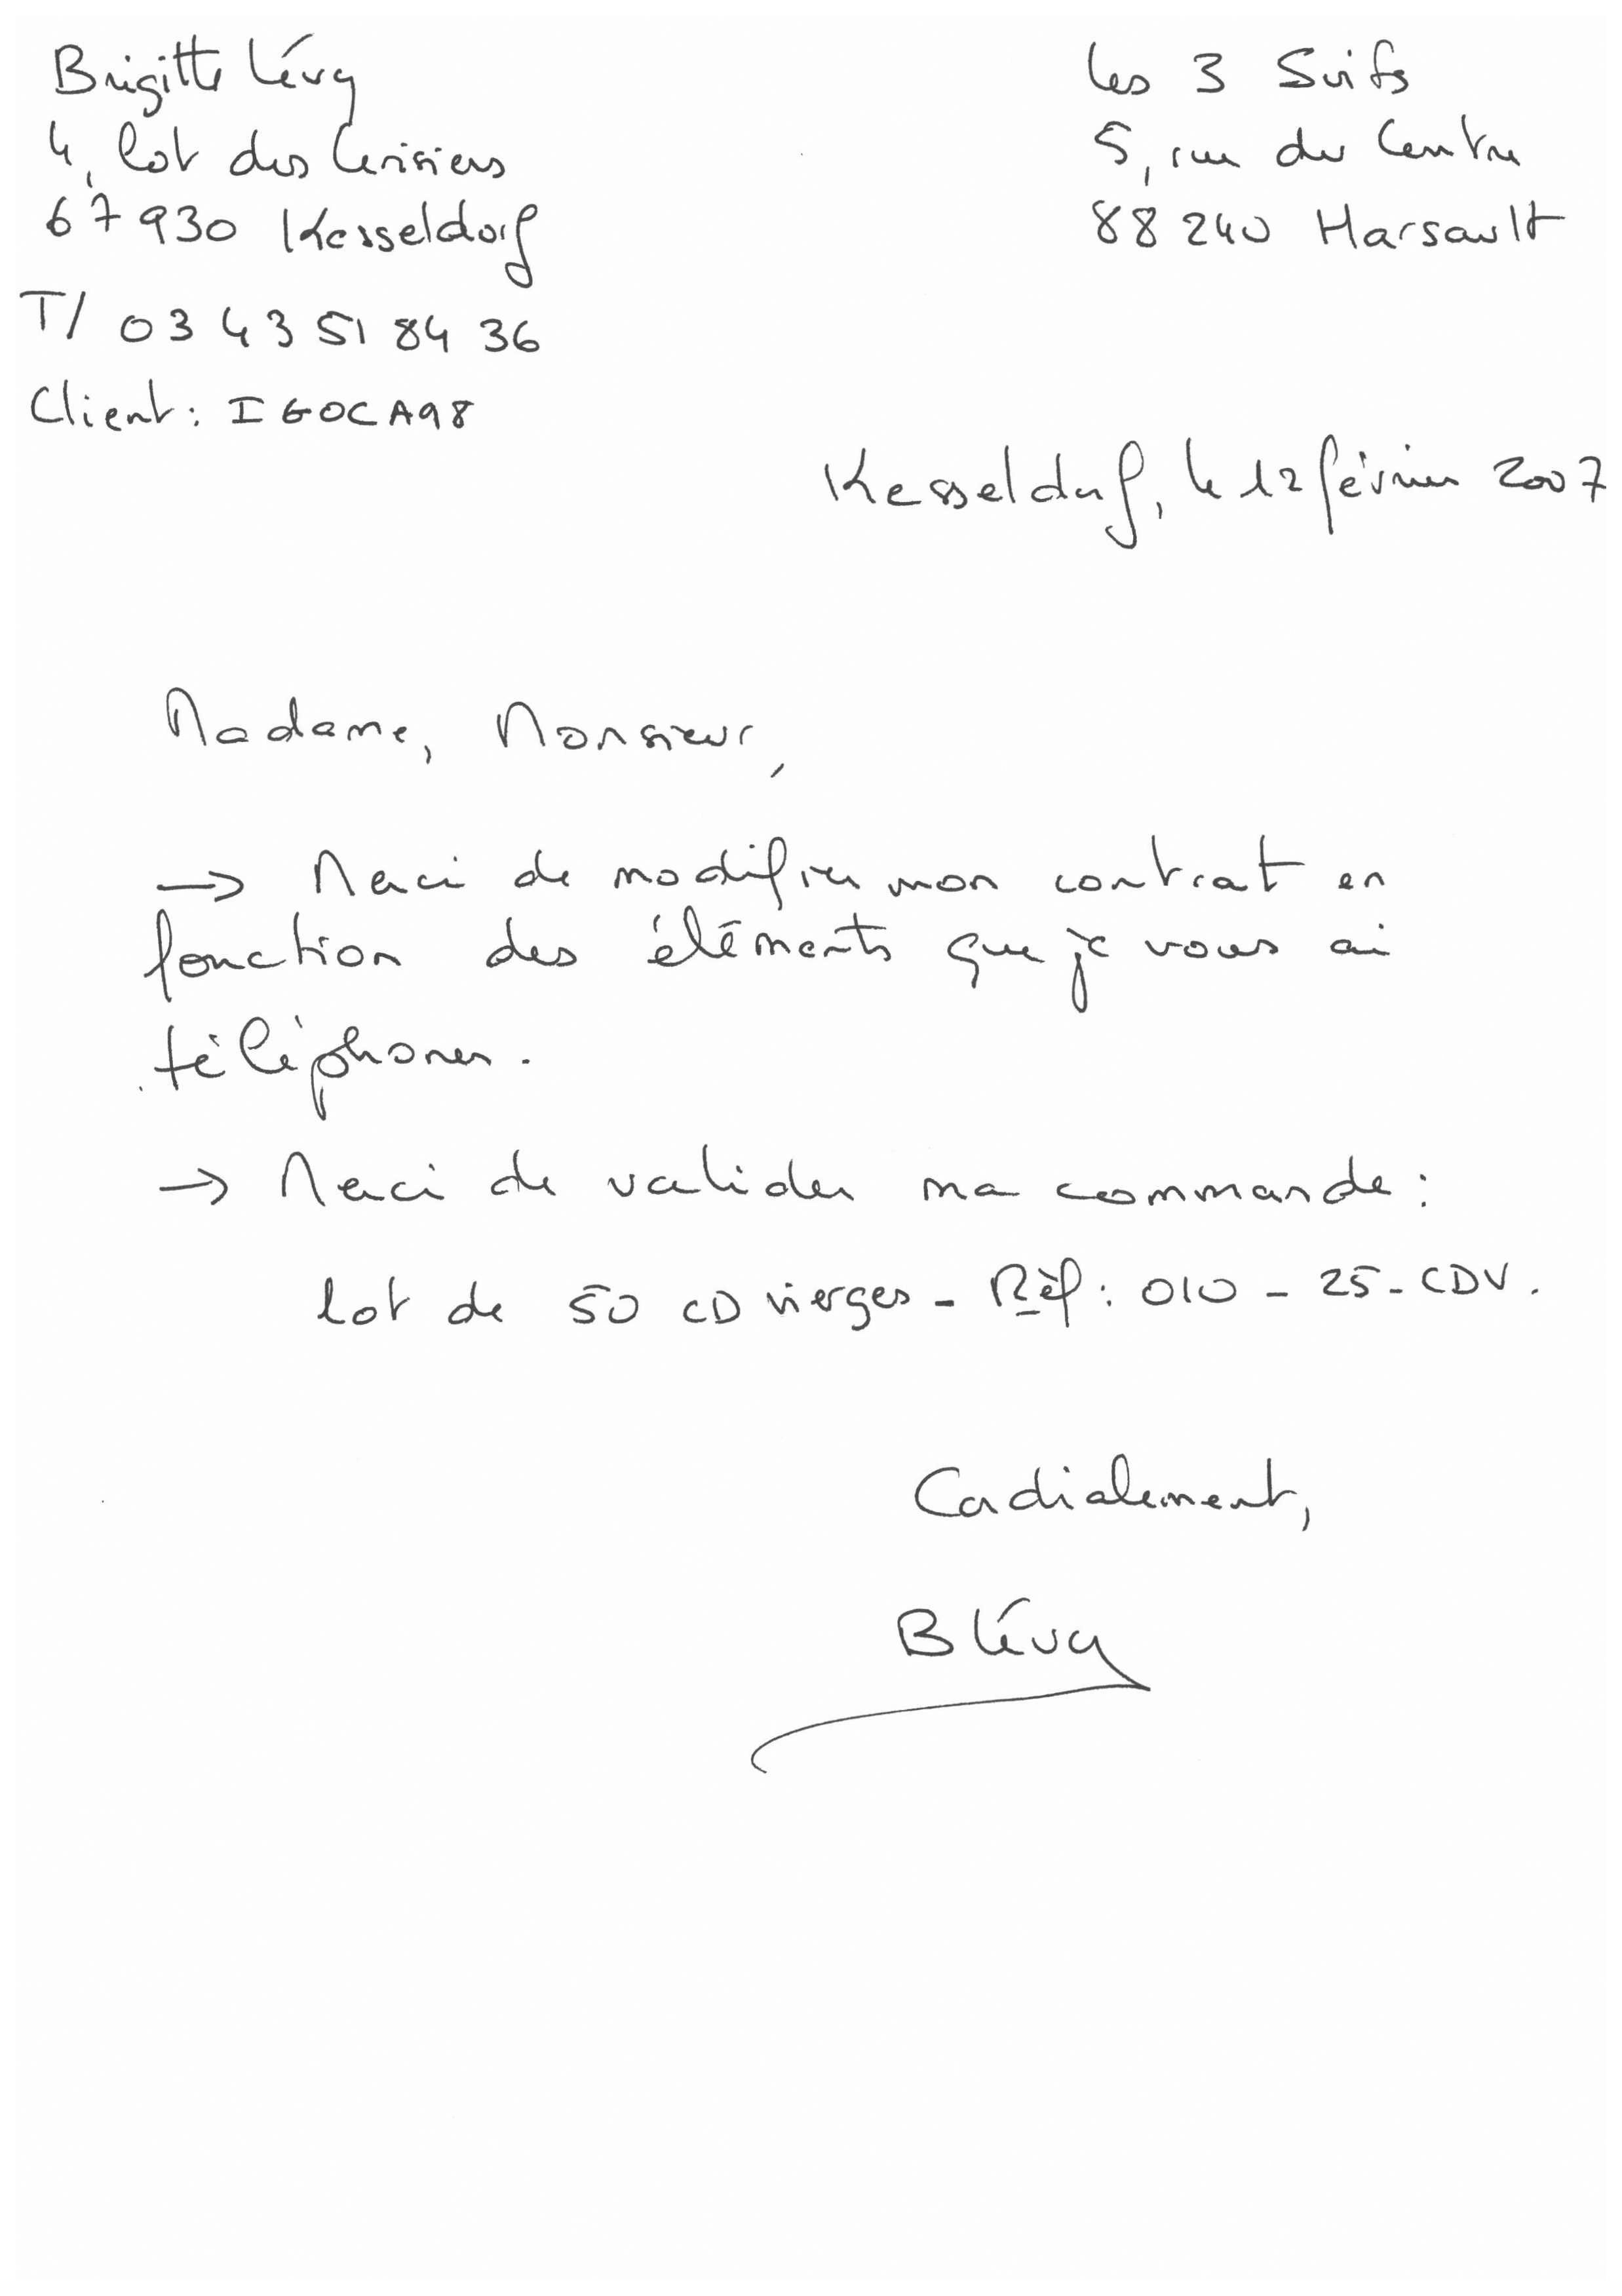 Brigitte Lévy
4, lot des Cerisiers
67930 Kesseldorf
T/ 03 43 51 84 36
Client : IGOCA98
Les 3 Suifs
5, rue du Centre
88240 Harsault
Kesseldorf, le 12 février 2007
Madame, Monsieur,
→ Merci de modifier mon contrat en
fonction des éléments que je vous ai
téléphoner.
→ Merci de valider ma commande :
lot de 50 CD vierges - Réf : 010 - 25 - CDV.
Cordialement,
B Lévy